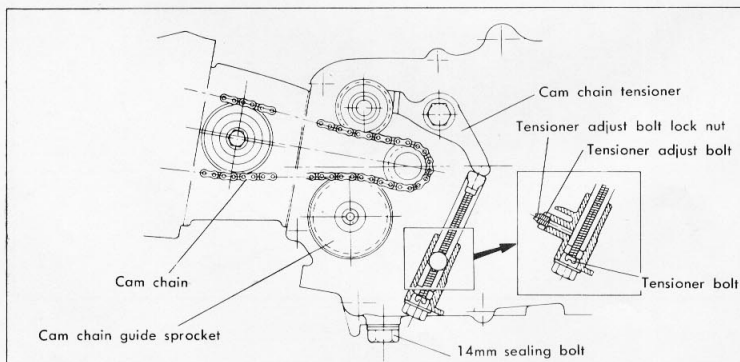 Cam chain tensioner
Tensioner adjust bolt lock nut
Tensioner adjust bolt
Tensioner bolt
Cam chain
Cam chain guide sprocket
14mm sealing bolt